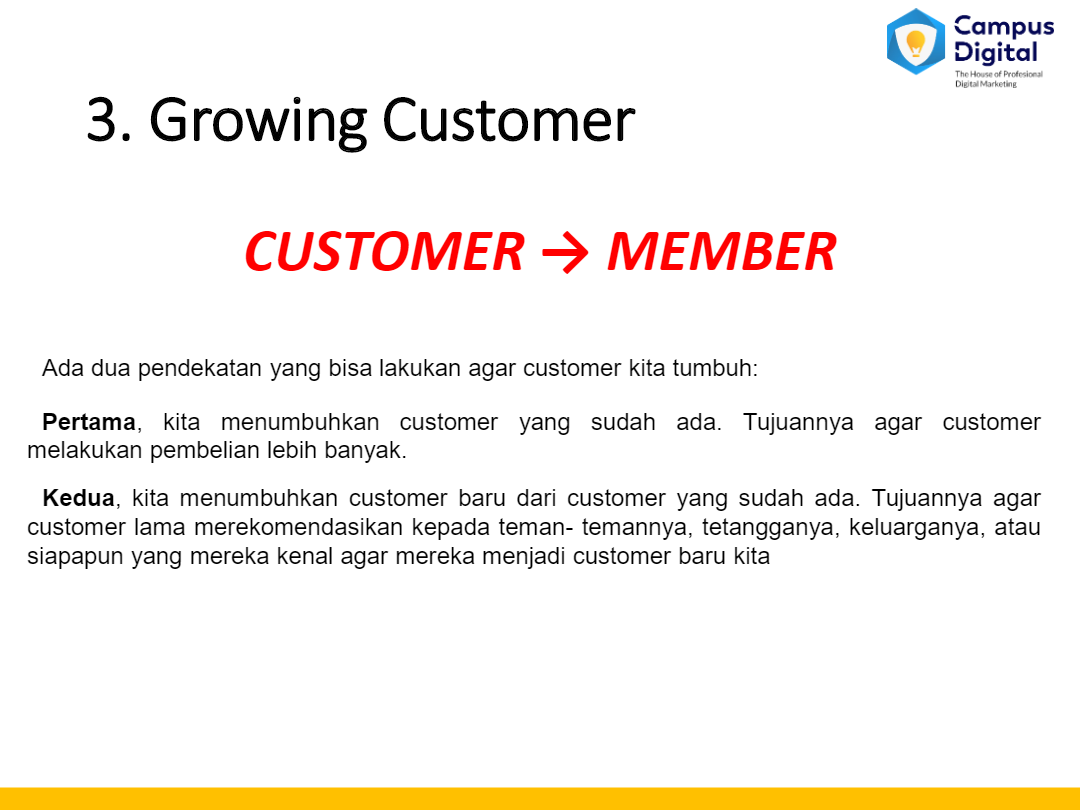 Campus
Digital
The House of Profesional
Digital Marketing
3. Growing Customer
CUSTOMER → MEMBER
Ada dua pendekatan yang bisa lakukan agar customer kita tumbuh:
Pertama, kita menumbuhkan customer yang sudah ada. Tujuannya agar customer
melakukan pembelian lebih banyak.
Kedua, kita menumbuhkan customer baru dari customer yang sudah ada. Tujuannya agar
customer lama merekomendasikan kepada teman- temannya, tetangganya, keluarganya, atau
siapapun yang mereka kenal agar mereka menjadi customer baru kita